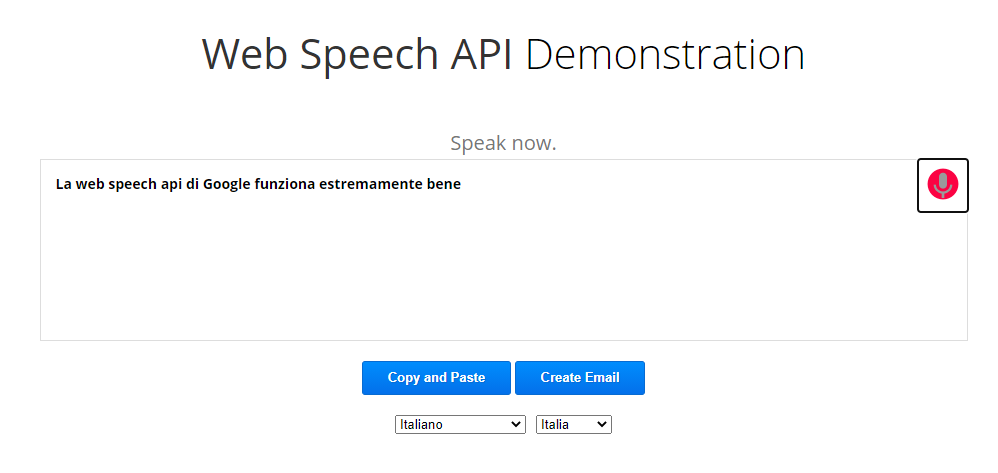 Web Speech API Demonstration
Speak now.
La web speech api di Google funziona estremamente bene
Copy and Paste Create Email
Italiano Italia